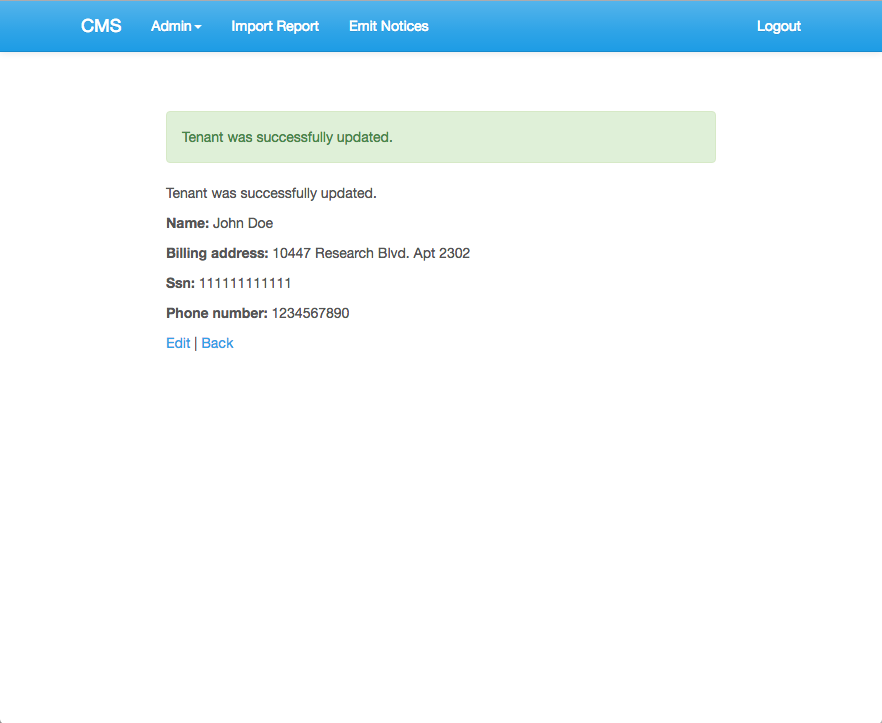 CMS Admin Import Report Emit Notices Logout
Tenant was successfully updated.
Tenant was successfully updated.
Name: John Doe
Billing address: 10447 Research Blvd. Apt 2302
Ssn: 111111111111
Phone number: 1234567890
Edit | Back